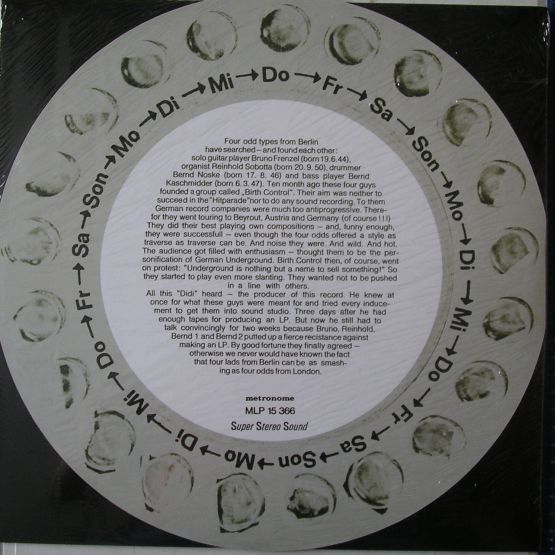 Mi → Do → Fr → Sa → Son → Mo → Di → Mi → Do → Fr → Sa → Son → Mo → Di → Mi → Do → Fr → Sa → Son → Mo → Di →
Four odd types from Berlin
have searched – and found each other:
solo guitar player Bruno Frenzel (born 19.6.44),
organist Reinhold Sobotta (born 20. 9. 50), drummer
Bernd Noske (born 17. 8. 46) and bass player Bernd
Kaschmidder (born 6. 3. 47). Ten month ago these four guys
founded a group called „Birth Control". Their aim was neither to
succeed in the "Hitparade" nor to do any sound recording. To them
German record companies were much too antiprogressive. There-
for they went touring to Beyrout, Austria and Germany (of course !!!)
They did their best playing own compositions – and, funny enough,
they were successfull – even though the four odds offered a style as
traverse as traverse can be. And noise they were. And wild. And hot.
The audience got filled with enthusiasm – thought them to be the per-
sonification of German Underground. Birth Control then, of course, went
on protest: "Underground is nothing but a name to sell something!" So
they started to play even more slanting. They wanted not to be pushed
in a line with others.
All this "Didi" heard – the producer of this record. He knew at
once for what these guys were meant for and tried every induce-
ment to get them into sound studio. Three days after he had
enough tapes for producing an LP. But now he still had to
talk convincingly for two weeks because Bruno, Reinhold,
Bernd 1 and Bernd 2 putted up a fierce recistance against
making an LP. By good fortune they finally agreed –
otherwise we never would have known the fact
that four lads from Berlin can be as smash-
ing as four odds from London.
metronome
MLP 15 366
Super Stereo Sound